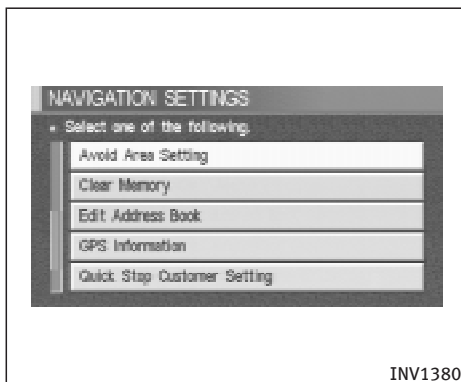 NAVIGATION SETTINGS
Select one of the following.
Avoid Area Setting
Clear Memory
Edit Address Book
GPS Information
Quick Stop Customer Setting
INV1380